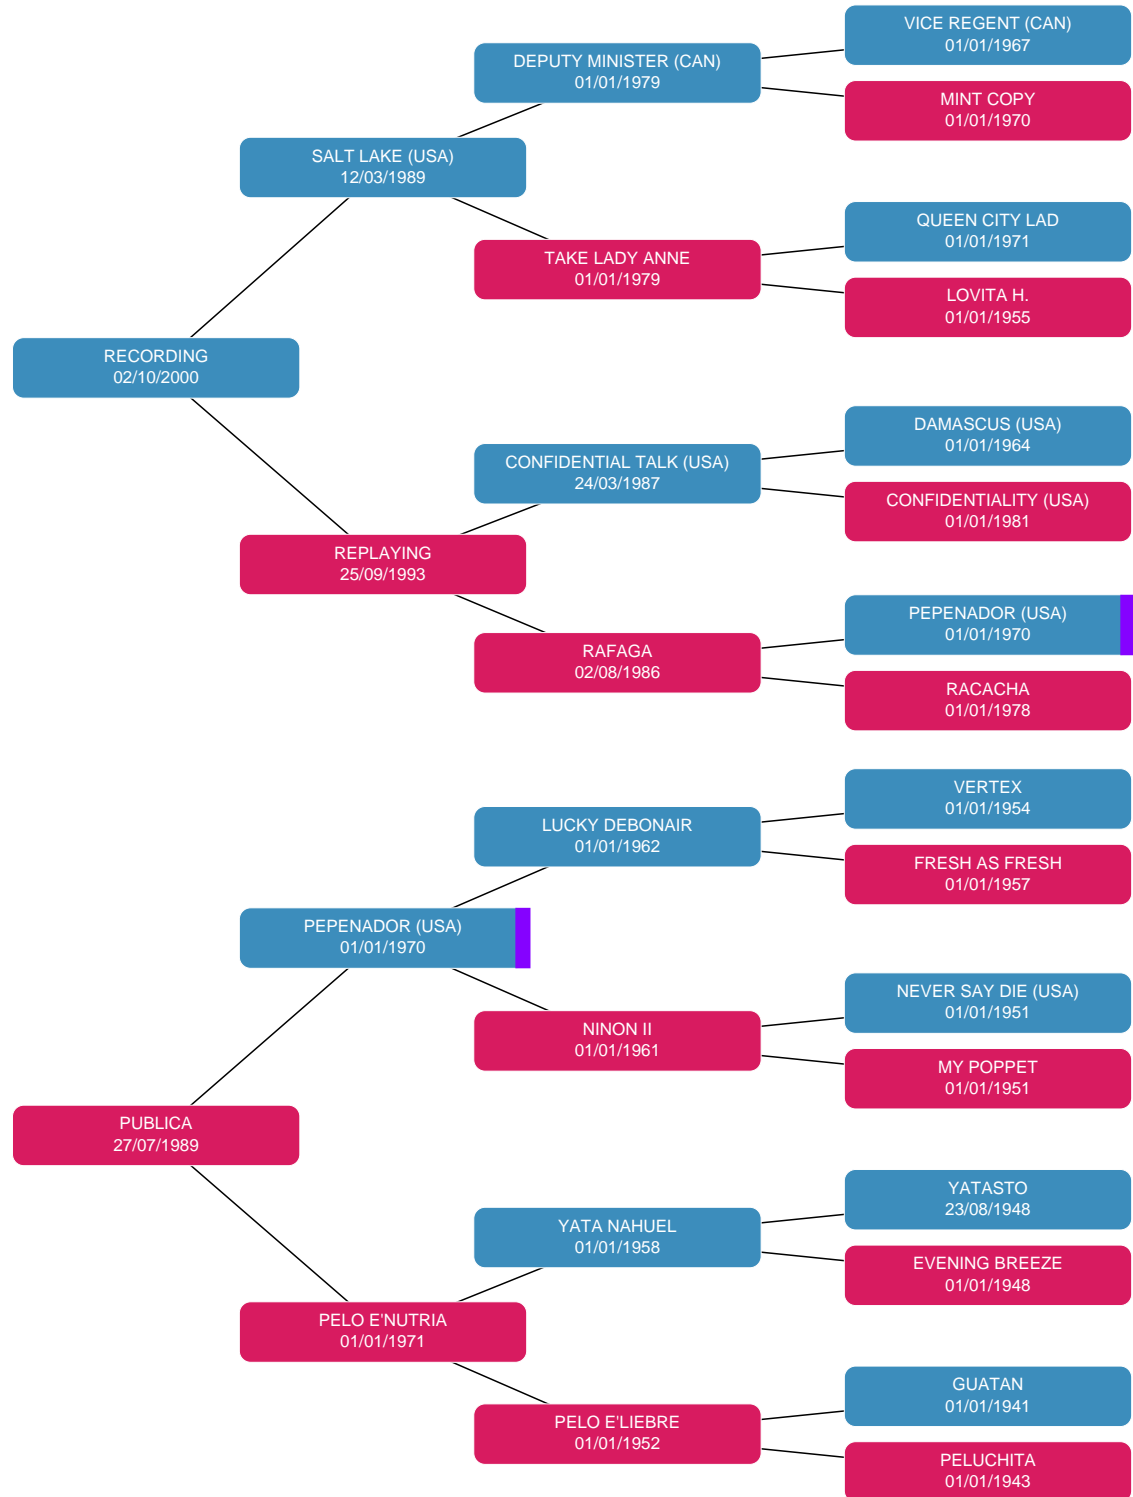 VICE REGENT (CAN)
01/01/1967
DEPUTY MINISTER (CAN)
01/01/1979
MINT COPY
01/01/1970
SALT LAKE (USA)
12/03/1989
QUEEN CITY LAD
01/01/1971
TAKE LADY ANNE
01/01/1979
LOVITA H.
01/01/1955
RECORDING
02/10/2000
DAMASCUS (USA)
01/01/1964
CONFIDENTIAL TALK (USA)
24/03/1987
CONFIDENTIALITY (USA)
01/01/1981
REPLAYING
25/09/1993
PEPENADOR (USA)
01/01/1970
RAFAGA
02/08/1986
RACACHA
01/01/1978
VERTEX
01/01/1954
LUCKY DEBONAIR
01/01/1962
FRESH AS FRESH
01/01/1957
PEPENADOR (USA)
01/01/1970
NEVER SAY DIE (USA)
01/01/1951
NINON II
01/01/1961
MY POPPET
01/01/1951
PUBLICA
27/07/1989
YATASTO
23/08/1948
YATA NAHUEL
01/01/1958
EVENING BREEZE
01/01/1948
PELO E'NUTRIA
01/01/1971
GUATAN
01/01/1941
PELO E'LIEBRE
01/01/1952
PELUCHITA
01/01/1943